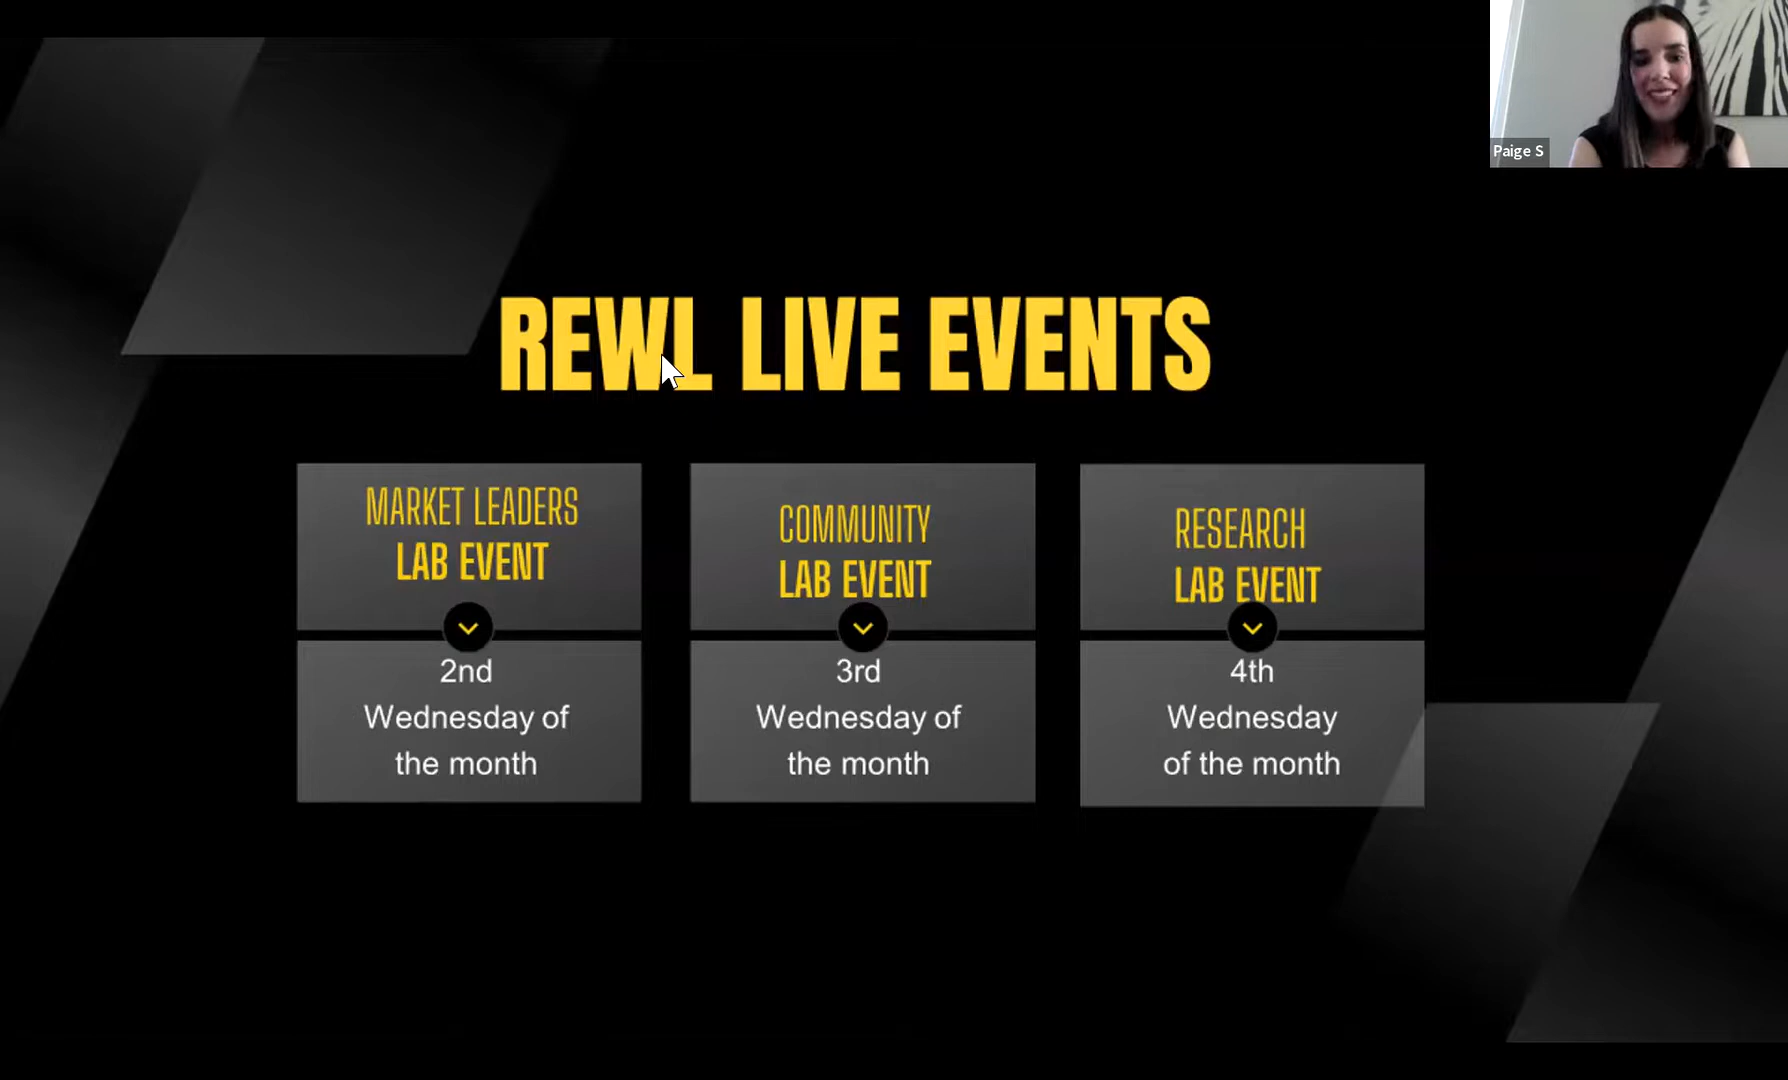 Paige S
REWL LIVE EVENTS
MARKET LEADERS
LAB EVENT
2nd
Wednesday of
the month
COMMUNITY
LAB EVENT
3rd
Wednesday of
the month
RESEARCH
LAB EVENT
4th
Wednesday
of the month